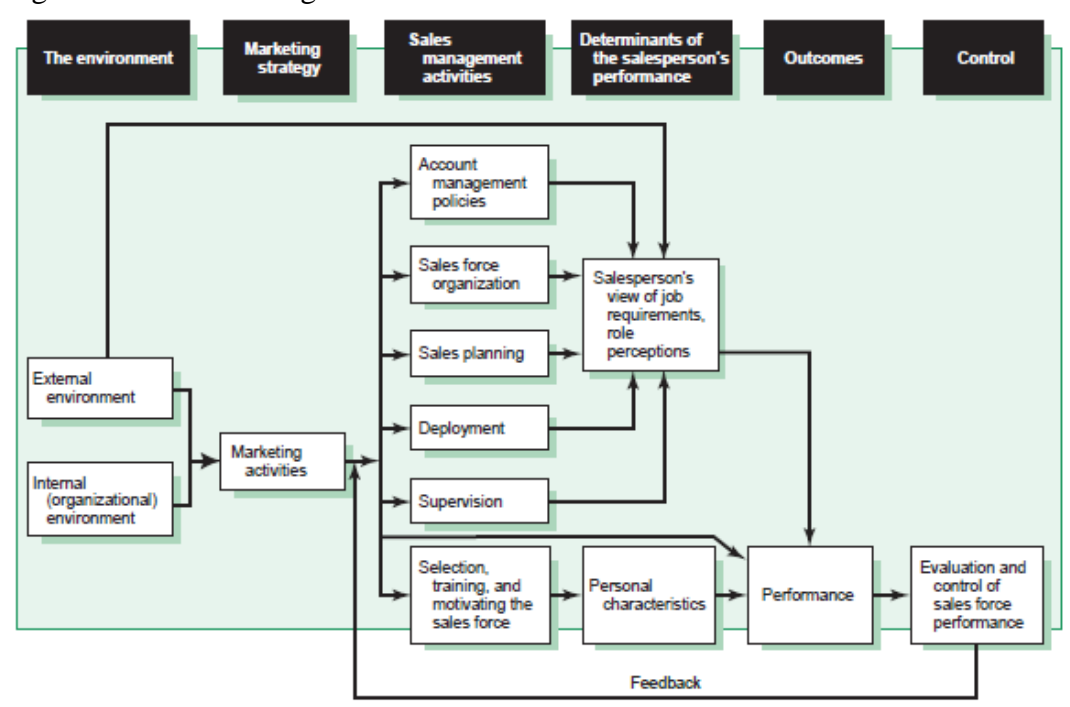 The environment
Marketing
strategy
Sales
management
activities
Determinants of
the salesperson's
performance
Outcomes
Control
Account
management
policies
Sales force
organization
Salesperson's
view of job
requirements,
role
perceptions
Sales planning
External
environment
Deployment
Marketing
activities
Internal
(organizational)
environment
Supervision
Selection,
training, and
motivating the
sales force
Personal
characteristics
Performance
Evaluation and
control of
sales force
performance
Feedback